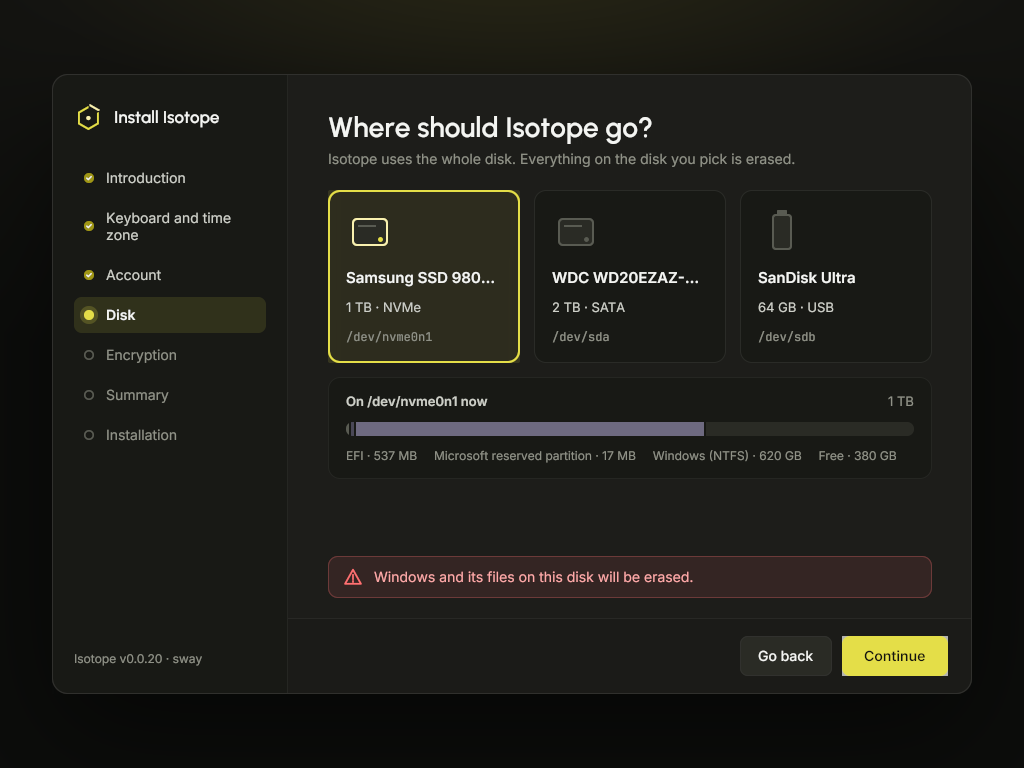 Install Isotope
Introduction
Keyboard and time
zone
Account
Disk
Encryption
Summary
Installation
Isotope v0.0.20 · sway
Where should Isotope go?
Isotope uses the whole disk. Everything on the disk you pick is erased.
Samsung SSD 980...
1 TB · NVMe
/dev/nvme0n1
WDC WD20EZAZ-...
2 TB · SATA
/dev/sda
SanDisk Ultra
64 GB · USB
/dev/sdb
On /dev/nvme0n1 now
1 TB
EFI · 537 MB
Microsoft reserved partition · 17 MB
Windows (NTFS) · 620 GB
Free · 380 GB
Windows and its files on this disk will be erased.
Go back
Continue